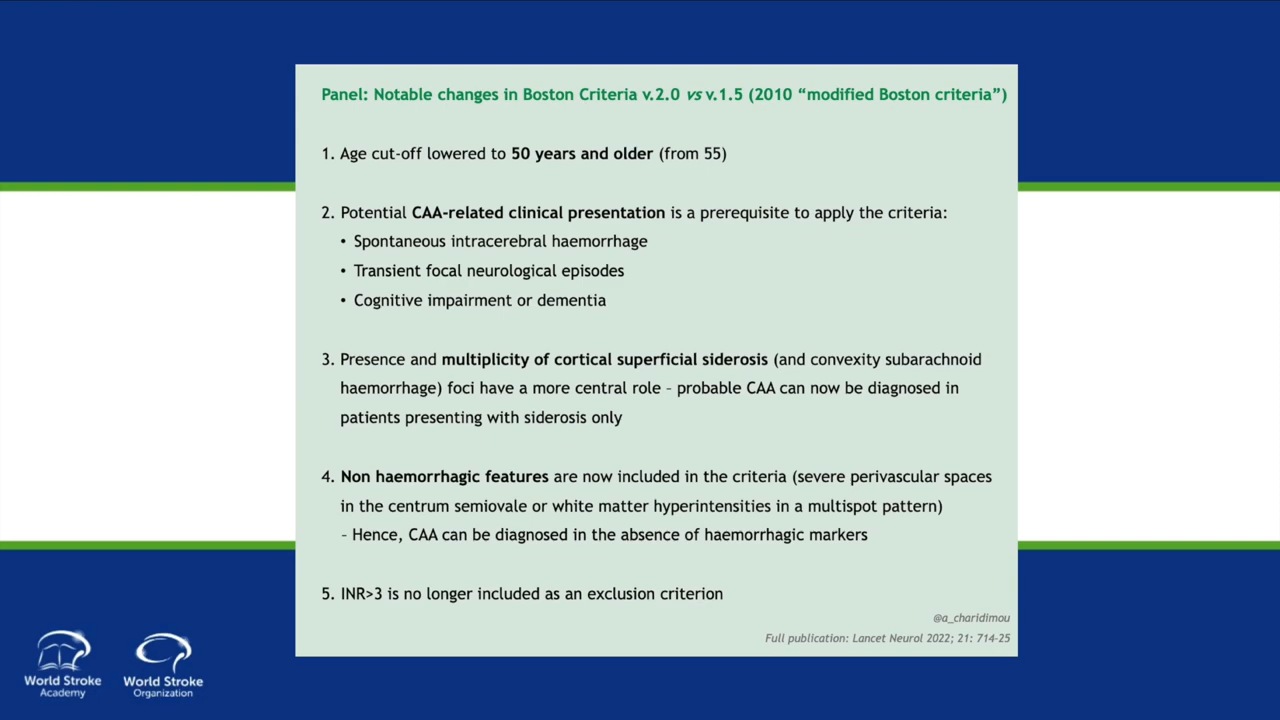 Panel: Notable changes in Boston Criteria v.2.0 vs v.1.5 (2010 “modified Boston criteria”)
1. Age cut-off lowered to 50 years and older (from 55)
2. Potential CAA-related clinical presentation is a prerequisite to apply the criteria:
• Spontaneous intracerebral haemorrhage
• Transient focal neurological episodes
• Cognitive impairment or dementia
3. Presence and multiplicity of cortical superficial siderosis (and convexity subarachnoid
haemorrhage) foci have a more central role – probable CAA can now be diagnosed in
patients presenting with siderosis only
4. Non haemorrhagic features are now included in the criteria (severe perivascular spaces
in the centrum semiovale or white matter hyperintensities in a multispot pattern)
– Hence, CAA can be diagnosed in the absence of haemorrhagic markers
5. INR>3 is no longer included as an exclusion criterion
@a_charidimou
Full publication: Lancet Neurol 2022; 21: 714-25
World Stroke
Academy
World Stroke
Organization